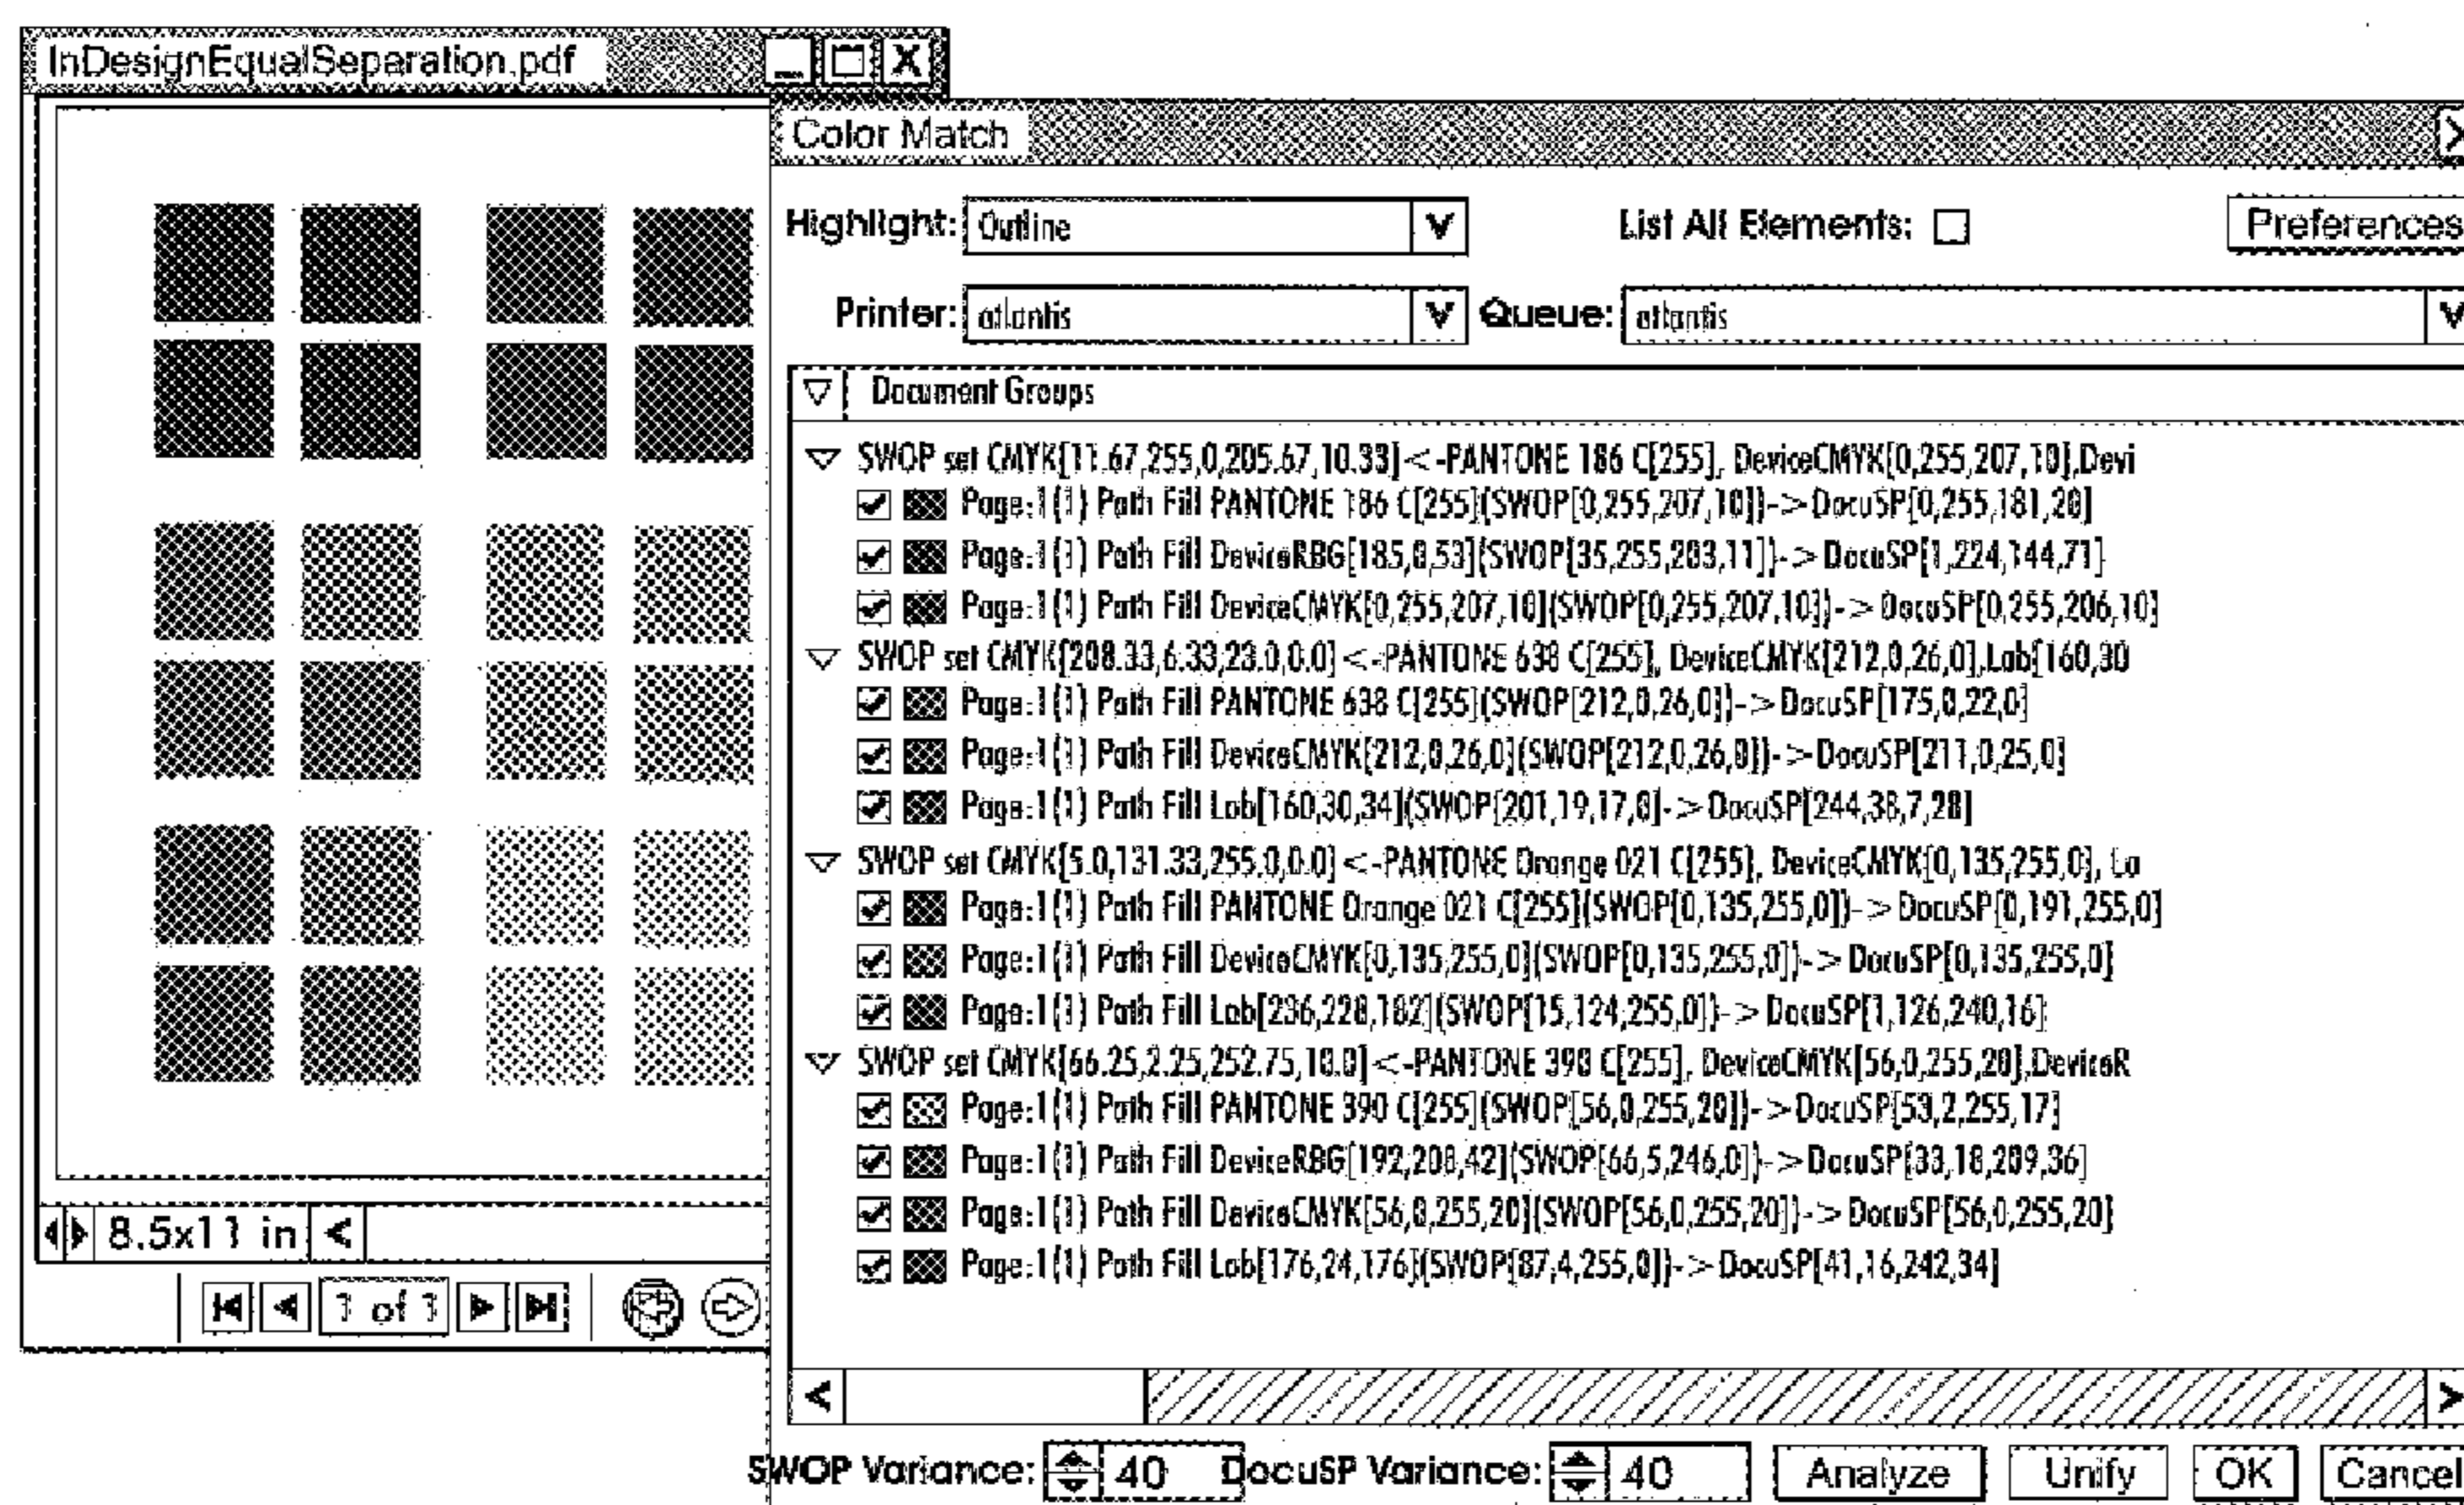 InDesignEqualSeparation.pdf
Color Match
Highlight: Outline List All Elements: Preferences
Printer: atlantis Queue: atlantis
Document Groups
SWOP set CMYK[11.67,255,0,205.67,10.33]<-PANTONE 186 C[255], DeviceCMYK[0,255,207,10],Devi
Page:1(1) Path Fill PANTONE 186 C[255](SWOP[0,255,207,10])->DocuSP[0,255,181,20]
Page:1(1) Path Fill DeviceRBG[185,0,53](SWOP[35,255,203,11])->DocuSP[1,224,144,71]
Page:1(1) Path Fill DeviceCMYK[0,255,207,10](SWOP[0,255,207,10])->DocuSP[0,255,206,10]
SWOP set CMYK[208.33,6.33,23.0,0.0]<-PANTONE 638 C[255], DeviceCMYK[212,0,26,0],Lab[160,30
Page:1(1) Path Fill PANTONE 638 C[255](SWOP[212,0,26,0])->DocuSP[175,0,22,0]
Page:1(1) Path Fill DeviceCMYK[212,0,26,0](SWOP[212,0,26,0])->DocuSP[211,0,25,0]
Page:1(1) Path Fill Lab[160,30,34](SWOP[201,19,17,0]->DocuSP[244,38,7,28]
SWOP set CMYK[5.0,131.33,255.0,0.0]<-PANTONE Orange 021 C[255], DeviceCMYK[0,135,255,0], La
Page:1(1) Path Fill PANTONE Orange 021 C[255](SWOP[0,135,255,0])->DocuSP[0,191,255,0]
Page:1(1) Path Fill DeviceCMYK[0,135,255,0](SWOP[0,135,255,0])->DocuSP[0,135,255,0]
Page:1(1) Path Fill Lab[236,228,182](SWOP[15,124,255,0])->DocuSP[1,126,240,16]
SWOP set CMYK[66.25,2.25,252.75,10.0]<-PANTONE 390 C[255], DeviceCMYK[56,0,255,20],DeviceR
Page:1(1) Path Fill PANTONE 390 C[255](SWOP[56,0,255,20])->DocuSP[53,2,255,17]
Page:1(1) Path Fill DeviceRBG[192,208,42](SWOP[66,5,246,0])->DocuSP[33,18,209,36]
Page:1(1) Path Fill DeviceCMYK[56,0,255,20](SWOP[56,0,255,20])->DocuSP[56,0,255,20]
Page:1(1) Path Fill Lab[176,24,176](SWOP[87,4,255,0])->DocuSP[41,16,242,34]
8.5x11 in
1 of 1
SWOP Variance: 40 DocuSP Variance: 40 Analyze Unify OK Cancel